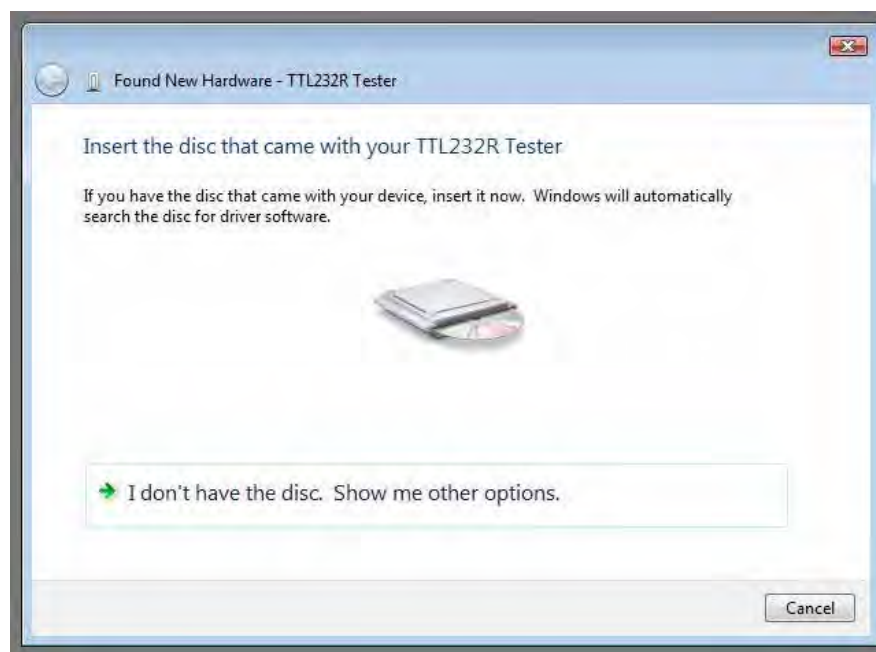 Found New Hardware - TTL232R Tester
Insert the disc that came with your TTL232R Tester
If you have the disc that came with your device, insert it now.  Windows will automatically
search the disc for driver software.
I don't have the disc.  Show me other options.
Cancel